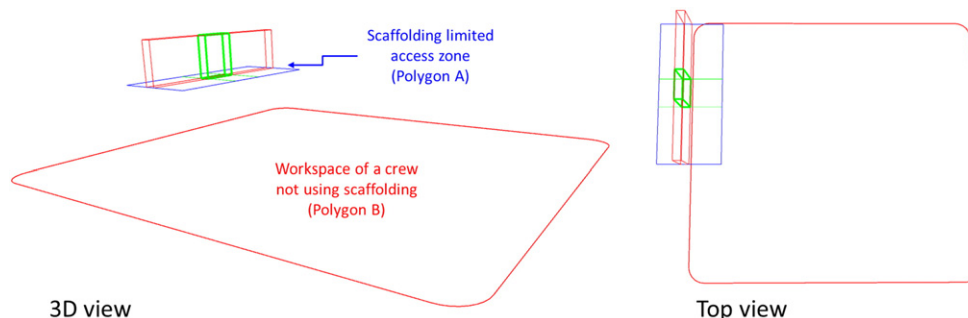 Scaffolding limited
access zone
(Polygon A)
Workspace of a crew
not using scaffolding
(Polygon B)
3D view
Top view